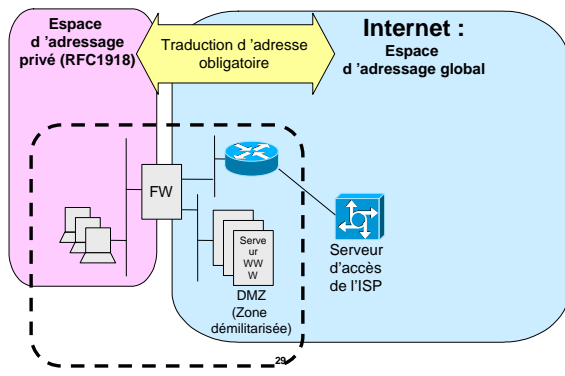 Espace
d 'adressage
privé (RFC1918)
Traduction d 'adresse
obligatoire
Internet :
Espace
d 'adressage global
FW
Serve
ur
WW
W
DMZ
(Zone
démilitarisée)
Serveur
d'accès
de l'ISP
29